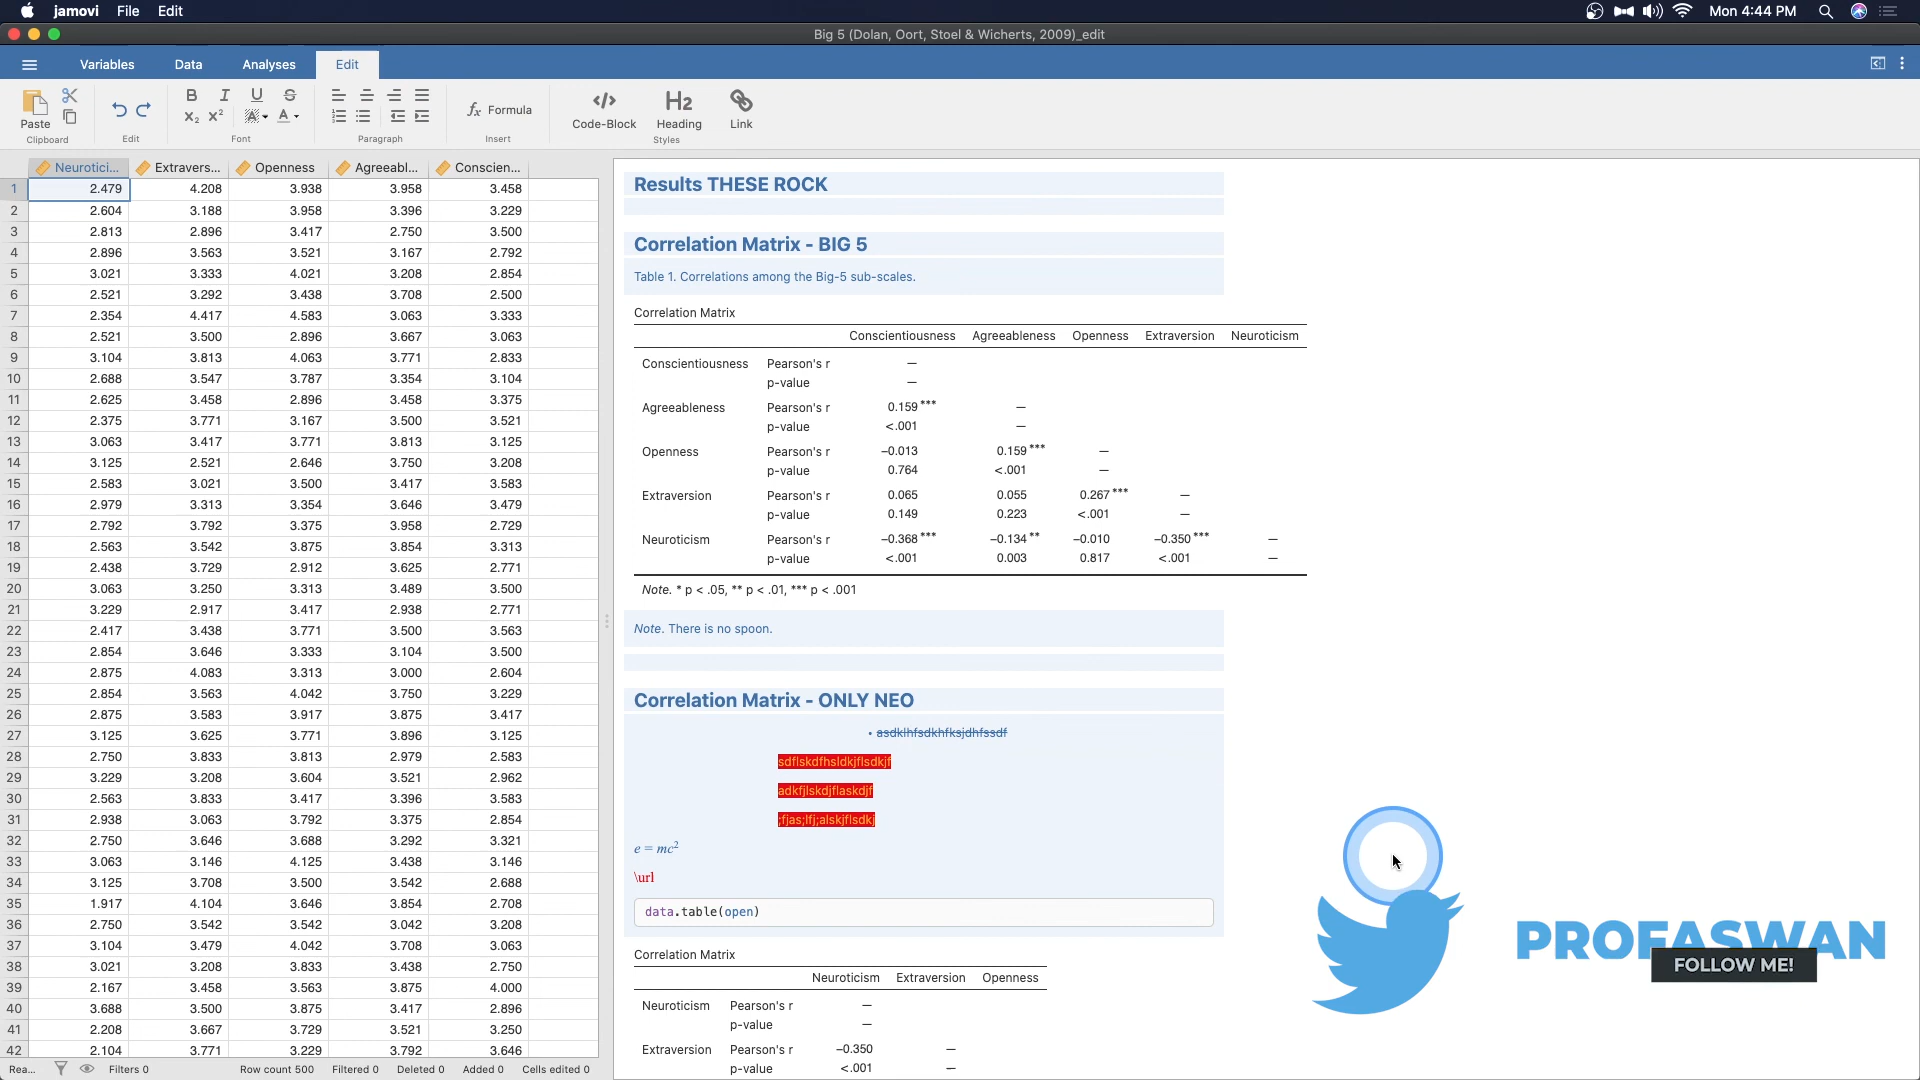 jamovi File Edit Mon 4:44 PM
Big 5 (Dolan, Oort, Stoel & Wicherts, 2009)_edit
Variables Data Analyses Edit
Paste
Clipboard
Edit
B I U S
X₂ X² A A
Font
Paragraph
fx Formula
Insert
</> Code-Block
H2 Heading
Link
Styles
Neurotici... Extravers... Openness Agreeabl... Conscien...
1 2.479 4.208 3.938 3.958 3.458
2 2.604 3.188 3.958 3.396 3.229
3 2.813 2.896 3.417 2.750 3.500
4 2.896 3.563 3.521 3.167 2.792
5 3.021 3.333 4.021 3.208 2.854
6 2.521 3.292 3.438 3.708 2.500
7 2.354 4.417 4.583 3.063 3.333
8 2.521 3.500 2.896 3.667 3.063
9 3.104 3.813 4.063 3.771 2.833
10 2.688 3.547 3.787 3.354 3.104
11 2.625 3.458 2.896 3.458 3.375
12 2.375 3.771 3.167 3.500 3.521
13 3.063 3.417 3.771 3.813 3.125
14 3.125 2.521 2.646 3.750 3.208
15 2.583 3.021 3.500 3.417 3.583
16 2.979 3.313 3.354 3.646 3.479
17 2.792 3.792 3.375 3.958 2.729
18 2.563 3.542 3.875 3.854 3.313
19 2.438 3.729 2.912 3.625 2.771
20 3.063 3.250 3.313 3.489 3.500
21 3.229 2.917 3.417 2.938 2.771
22 2.417 3.438 3.771 3.500 3.563
23 2.854 3.646 3.333 3.104 3.500
24 2.875 4.083 3.313 3.000 2.604
25 2.854 3.563 4.042 3.750 3.229
26 2.875 3.583 3.917 3.875 3.417
27 3.125 3.625 3.771 3.896 3.125
28 2.750 3.833 3.813 2.979 2.583
29 3.229 3.208 3.604 3.521 2.962
30 2.563 3.833 3.417 3.396 3.583
31 2.938 3.063 3.792 3.375 2.854
32 2.750 3.646 3.688 3.292 3.321
33 3.063 3.146 4.125 3.438 3.146
34 3.125 3.708 3.500 3.542 2.688
35 1.917 4.104 3.646 3.854 2.708
36 2.750 3.542 3.542 3.042 3.208
37 3.104 3.479 4.042 3.708 3.063
38 3.021 3.208 3.833 3.438 2.750
39 2.167 3.458 3.563 3.875 4.000
40 3.688 3.500 3.875 3.417 2.896
41 2.208 3.667 3.729 3.521 3.250
42 2.104 3.771 3.229 3.792 3.646
Rea... Filters 0 Row count 500 Filtered 0 Deleted 0 Added 0 Cells edited 0
Results THESE ROCK
Correlation Matrix - BIG 5
Table 1. Correlations among the Big-5 sub-scales.
Correlation Matrix
Conscientiousness Agreeableness Openness Extraversion Neuroticism
Conscientiousness Pearson's r —
p-value —
Agreeableness Pearson's r 0.159 *** —
p-value <.001 —
Openness Pearson's r −0.013 0.159 *** —
p-value 0.764 <.001 —
Extraversion Pearson's r 0.065 0.055 0.267 *** —
p-value 0.149 0.223 <.001 —
Neuroticism Pearson's r −0.368 *** −0.134 ** −0.010 −0.350 *** —
p-value <.001 0.003 0.817 <.001 —
Note. * p < .05, ** p < .01, *** p < .001
Note. There is no spoon.
Correlation Matrix - ONLY NEO
• asdklhfsdkhfksjdhfssdf
sdflskdfhsldkjflsdkjf
adkfjlskdjflaskdjf
;fjas;lfj;alskjflsdkj
e = mc²
\url
data.table(open)
Correlation Matrix
Neuroticism Extraversion Openness
Neuroticism Pearson's r —
p-value —
Extraversion Pearson's r −0.350 —
p-value <.001 —
PROFASWAN
FOLLOW ME!